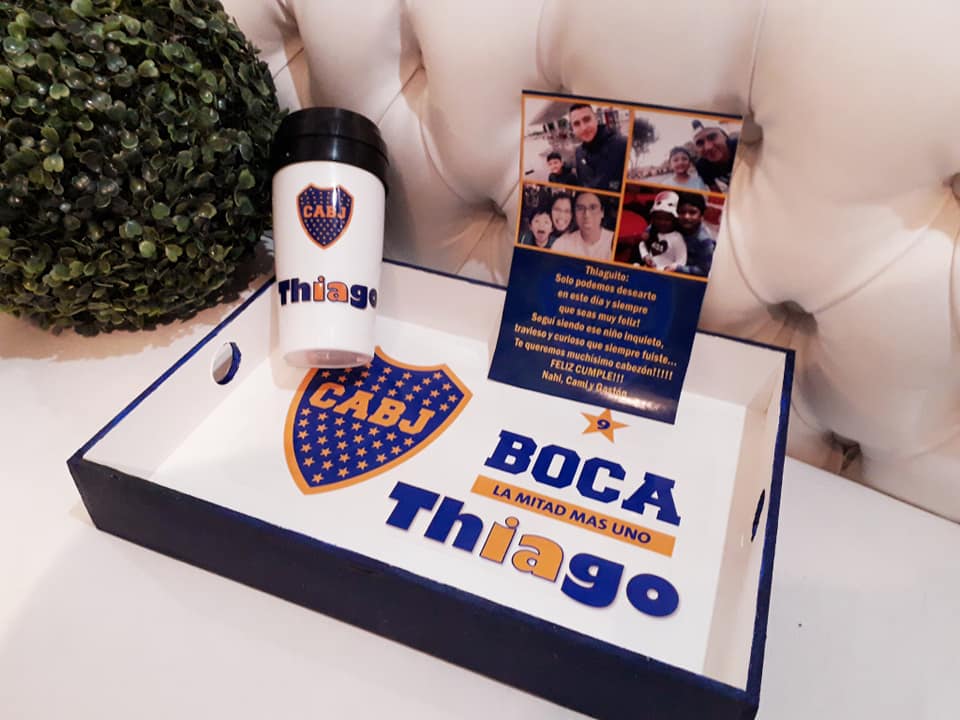 CABJ
Thiago
Thiaguito:
Solo podemos desearte
en este día y siempre
que seas muy feliz!
Seguí siendo ese niño inquieto,
travieso y curioso que siempre fuiste...
Te queremos muchísimo cabezón!!!!!
FELIZ CUMPLE!!!
Nahi, Cami y Gastón
CABJ
9
BOCA
LA MITAD MAS UNO
Thiago